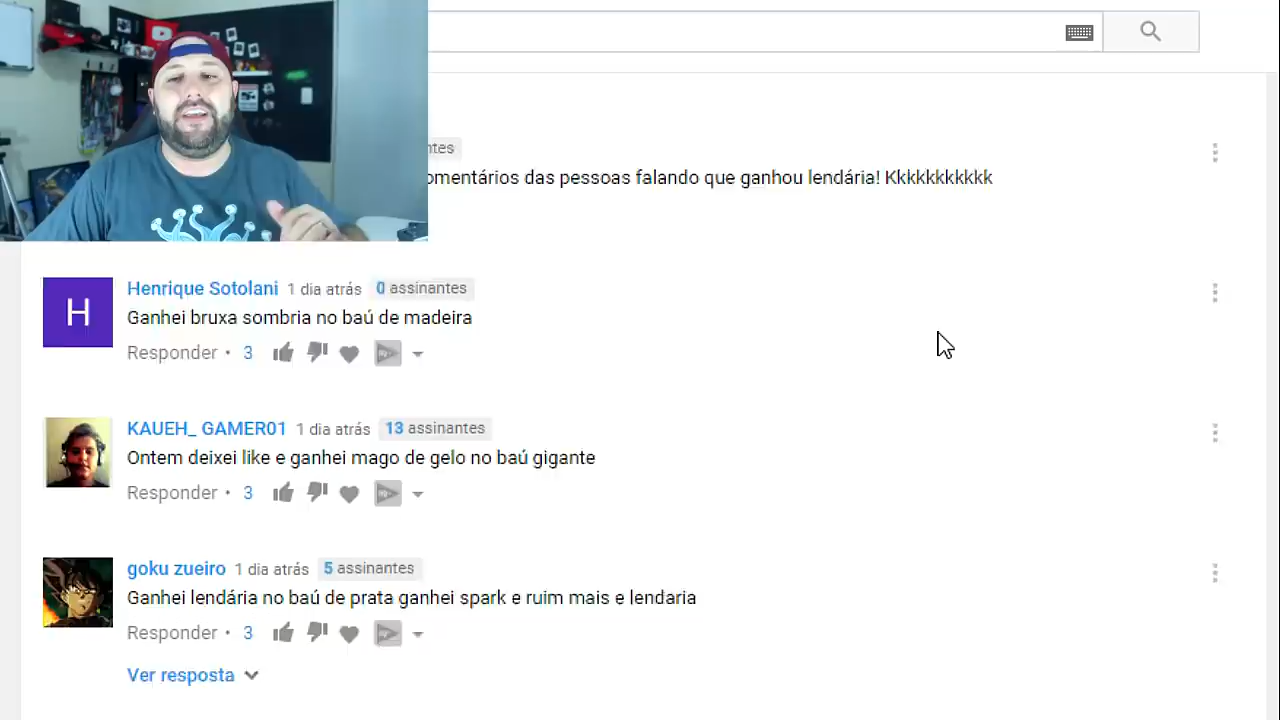 ntes
omentários das pessoas falando que ganhou lendária! Kkkkkkkkkkk
H
Henrique Sotolani 1 dia atrás 0 assinantes
Ganhei bruxa sombria no baú de madeira
Responder • 3
KAUEH_ GAMER01 1 dia atrás 13 assinantes
Ontem deixei like e ganhei mago de gelo no baú gigante
Responder • 3
goku zueiro 1 dia atrás 5 assinantes
Ganhei lendária no baú de prata ganhei spark e ruim mais e lendaria
Responder • 3
Ver resposta